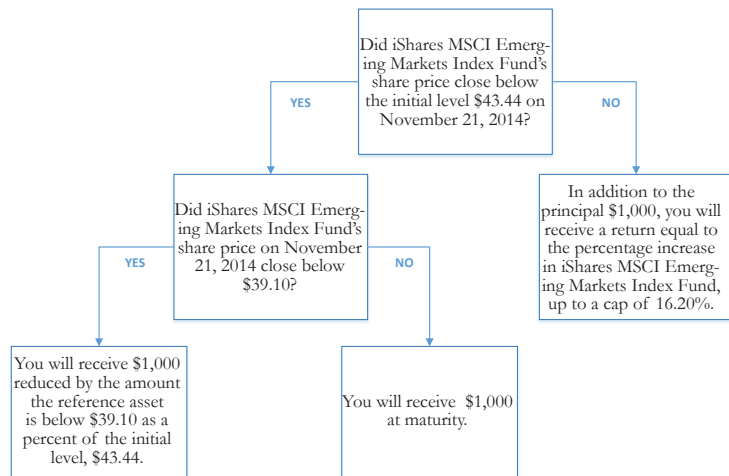 Did iShares MSCI Emerg-
ing Markets Index Fund's
share price close below
the initial level $43.44 on
November 21, 2014?
YES
NO
Did iShares MSCI Emerg-
ing Markets Index Fund's
share price on November
21, 2014 close below
$39.10?
In addition to the
principal $1,000, you will
receive a return equal to
the percentage increase
in iShares MSCI Emerg-
ing Markets Index Fund,
up to a cap of 16.20%.
YES
NO
You will receive $1,000
reduced by the amount
the reference asset
is below $39.10 as a
percent of the initial
level, $43.44.
You will receive $1,000
at maturity.